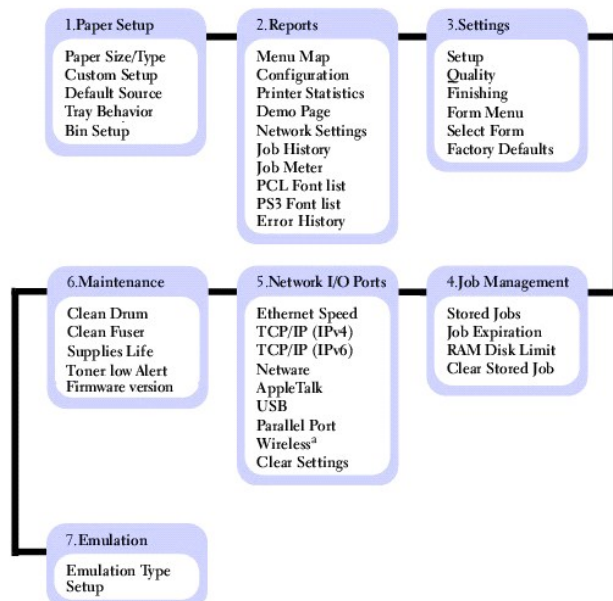 1.Paper Setup
Paper Size/Type
Custom Setup
Default Source
Tray Behavior
Bin Setup
2.Reports
Menu Map
Configuration
Printer Statistics
Demo Page
Network Settings
Job History
Job Meter
PCL Font list
PS3 Font list
Error History
3.Settings
Setup
Quality
Finishing
Form Menu
Select Form
Factory Defaults
4.Job Management
Stored Jobs
Job Expiration
RAM Disk Limit
Clear Stored Job
5.Network I/O Ports
Ethernet Speed
TCP/IP (IPv4)
TCP/IP (IPv6)
Netware
AppleTalk
USB
Parallel Port
Wirelessᵃ
Clear Settings
6.Maintenance
Clean Drum
Clean Fuser
Supplies Life
Toner low Alert
Firmware version
7.Emulation
Emulation Type
Setup